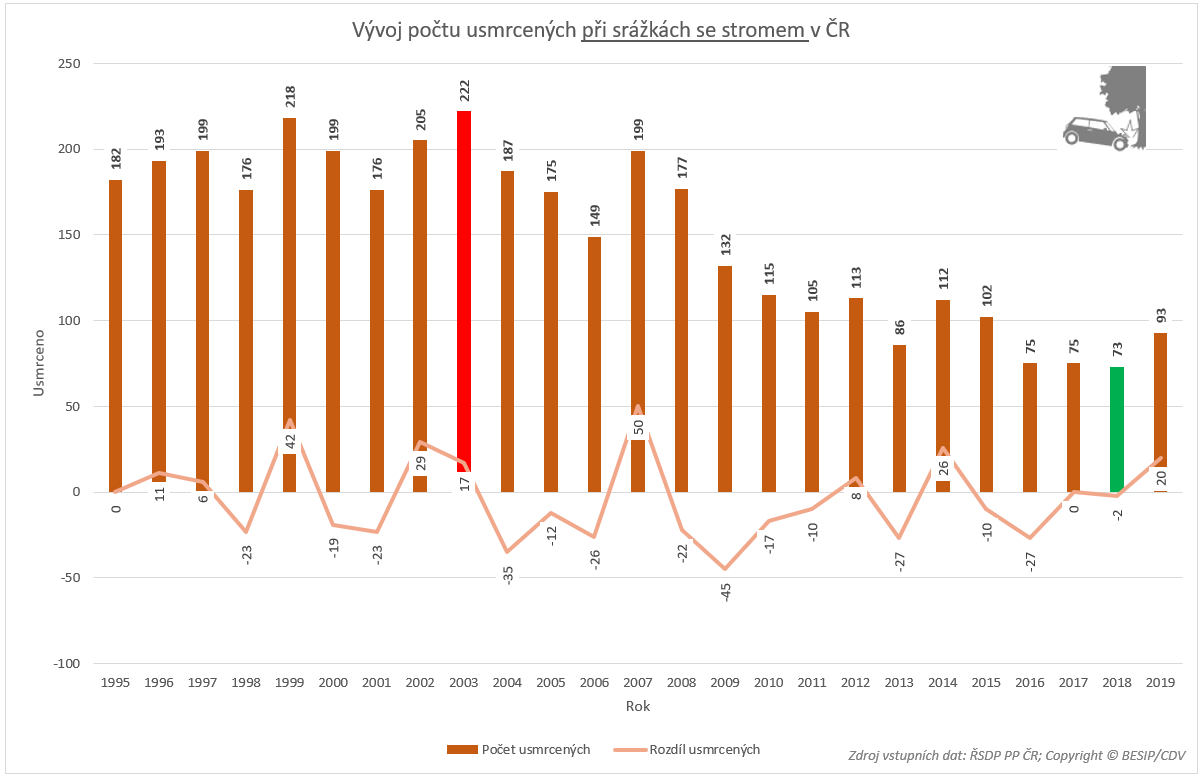 Vývoj počtu usmrcených při srážkách se stromem v ČR
250
200
150
100
50
0
-50
-100
Usmrceno
182 193 199 176 218 199 176 205 222 187 175 149 199 177 132 115 105 113 86 112 102 75 75 73 93
0 11 6 -23 42 -19 -23 29 17 -35 -12 -26 50 -22 -45 -17 -10 8 -27 26 -10 -27 0 -2 20
1995 1996 1997 1998 1999 2000 2001 2002 2003 2004 2005 2006 2007 2008 2009 2010 2011 2012 2013 2014 2015 2016 2017 2018 2019
Rok
Počet usmrcených Rozdíl usmrcených
Zdroj vstupních dat: ŘSDP PP ČR; Copyright © BESIP/CDV